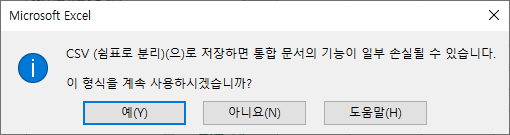 Microsoft Excel
CSV (쉼표로 분리)(으)로 저장하면 통합 문서의 기능이 일부 손실될 수 있습니다.
이 형식을 계속 사용하시겠습니까?
예(Y) 아니요(N) 도움말(H)